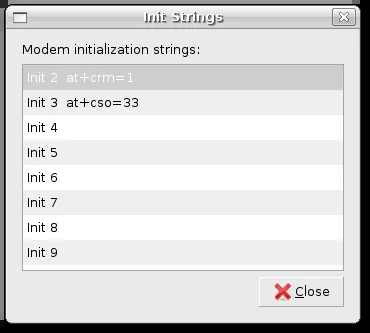 Init Strings
Modem initialization strings:
Init 2 at+crm=1
Init 3 at+cso=33
Init 4
Init 5
Init 6
Init 7
Init 8
Init 9
Close